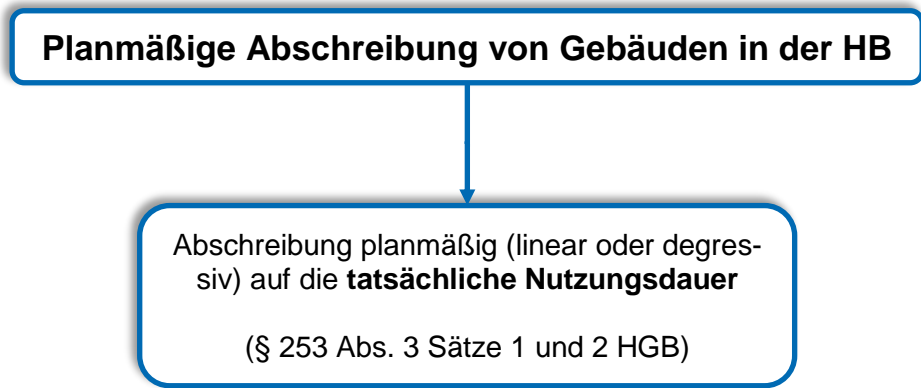 Planmäßige Abschreibung von Gebäuden in der HB
Abschreibung planmäßig (linear oder degres-
siv) auf die tatsächliche Nutzungsdauer
(§ 253 Abs. 3 Sätze 1 und 2 HGB)